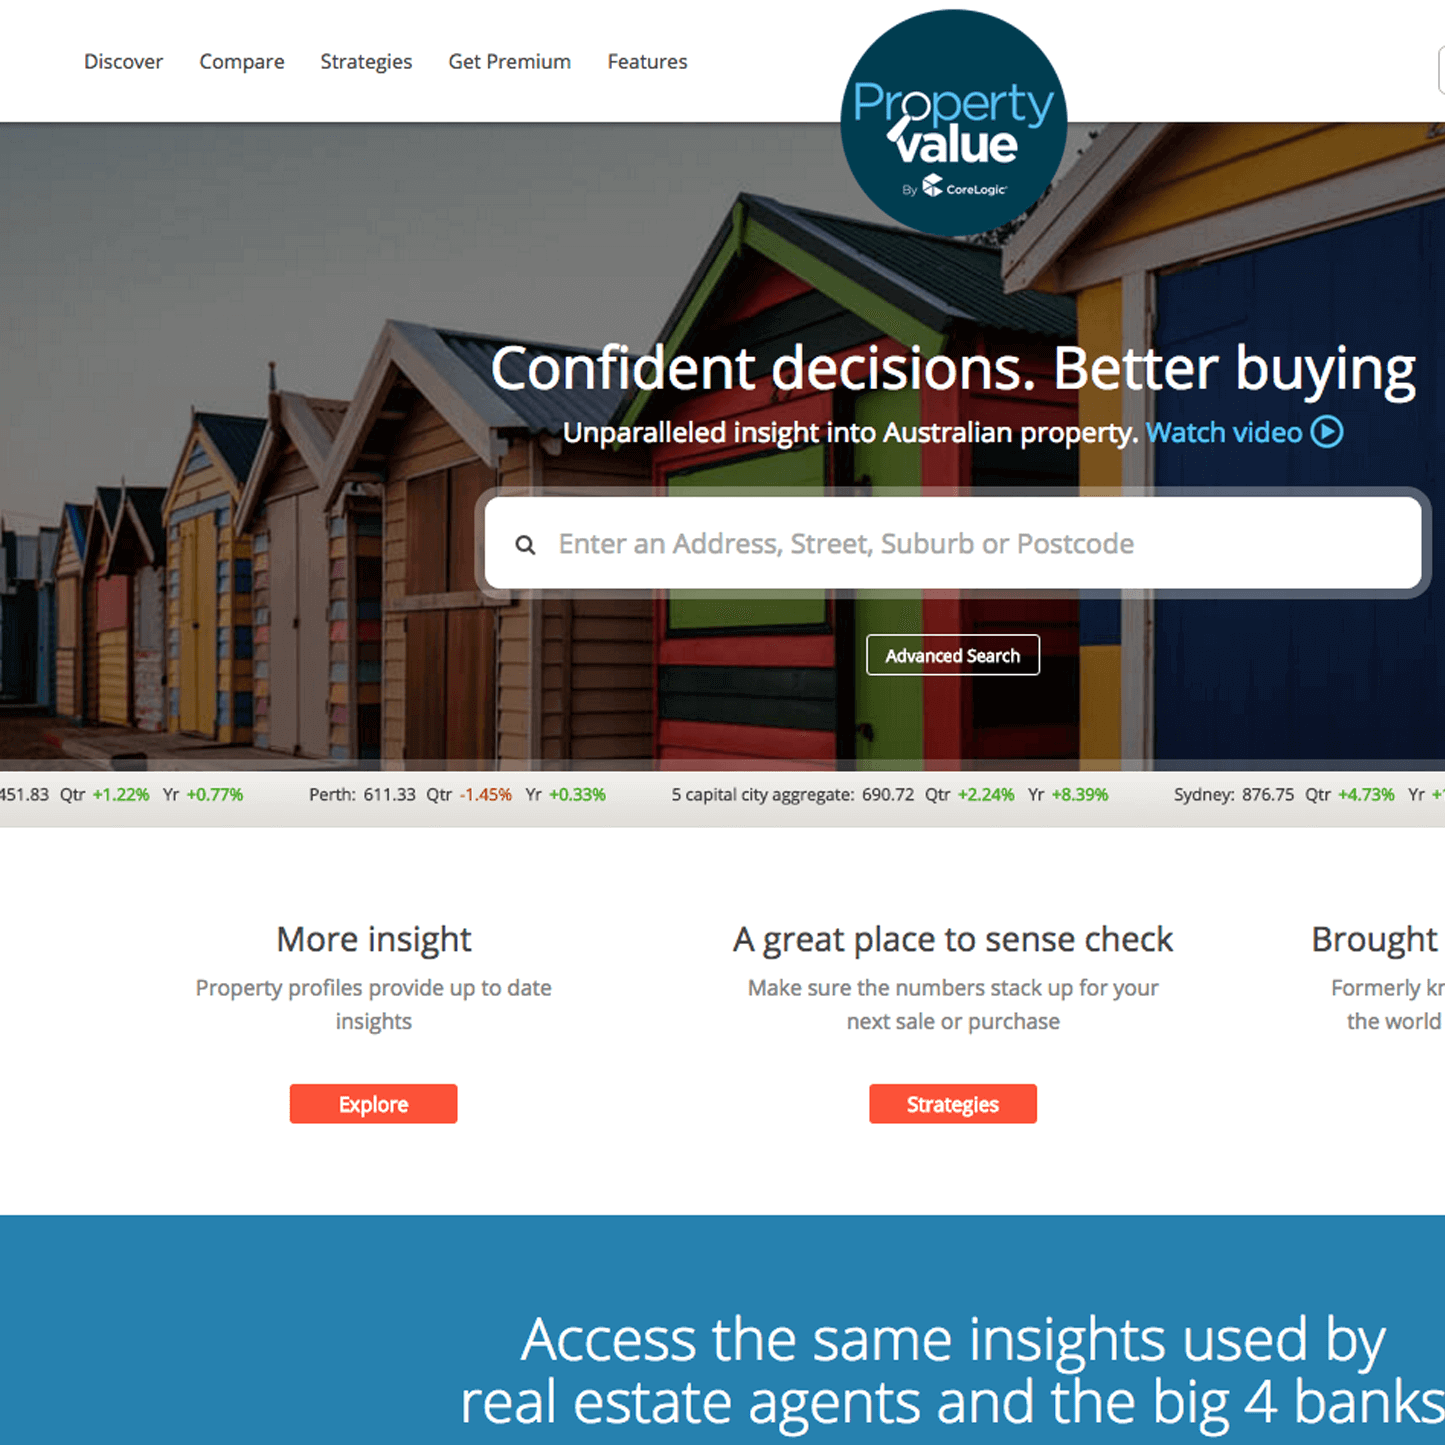 Discover Compare Strategies Get Premium Features
Property
value
By CoreLogic
Confident decisions. Better buying
Unparalleled insight into Australian property. Watch video
Enter an Address, Street, Suburb or Postcode
Advanced Search
451.83 Qtr +1.22% Yr +0.77% Perth: 611.33 Qtr -1.45% Yr +0.33% 5 capital city aggregate: 690.72 Qtr +2.24% Yr +8.39% Sydney: 876.75 Qtr +4.73% Yr
More insight
Property profiles provide up to date
insights
Explore
A great place to sense check
Make sure the numbers stack up for your
next sale or purchase
Strategies
Brought
Formerly
the world
Access the same insights used by
real estate agents and the big 4 banks